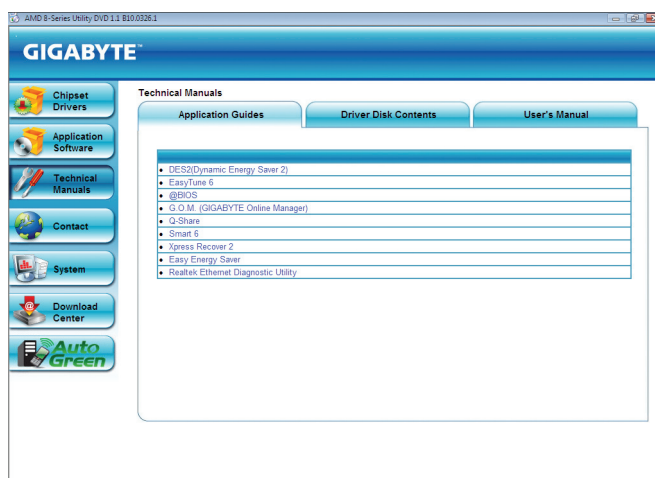 AMD 8-Series Utility DVD 1.1 B10.0326.1
GIGABYTE™
Chipset
Drivers
Application
Software
Technical
Manuals
Contact
System
Download
Center
Auto
Green
Technical Manuals
Application Guides
Driver Disk Contents
User's Manual
• DES2(Dynamic Energy Saver 2)
• EasyTune 6
• @BIOS
• G.O.M. (GIGABYTE Online Manager)
• Q-Share
• Smart 6
• Xpress Recover 2
• Easy Energy Saver
• Realtek Ethernet Diagnostic Utility